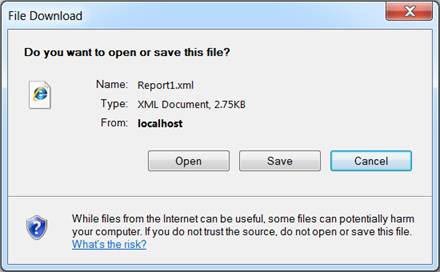 File Download
Do you want to open or save this file?
Name: Report1.xml
Type: XML Document, 2.75KB
From: localhost
Open Save Cancel
While files from the Internet can be useful, some files can potentially harm
your computer. If you do not trust the source, do not open or save this file.
What's the risk?